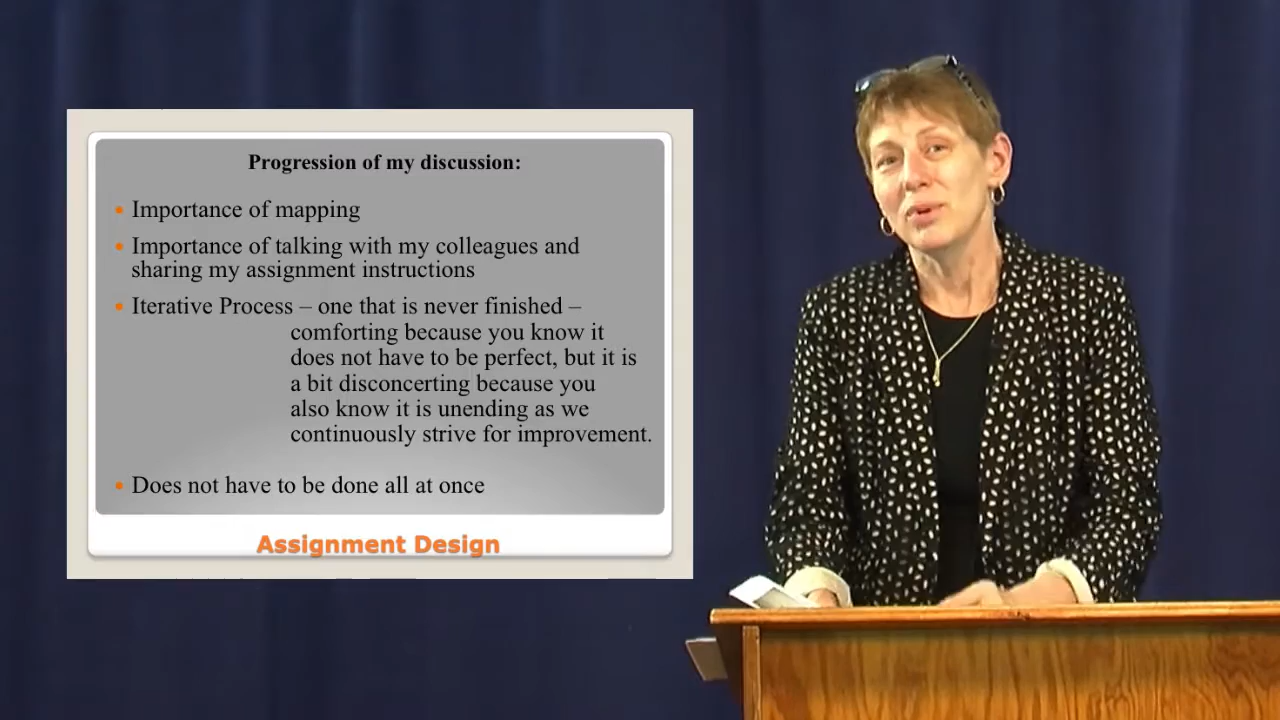 Progression of my discussion:
• Importance of mapping
• Importance of talking with my colleagues and
sharing my assignment instructions
• Iterative Process – one that is never finished –
comforting because you know it
does not have to be perfect, but it is
a bit disconcerting because you
also know it is unending as we
continuously strive for improvement.
• Does not have to be done all at once
Assignment Design